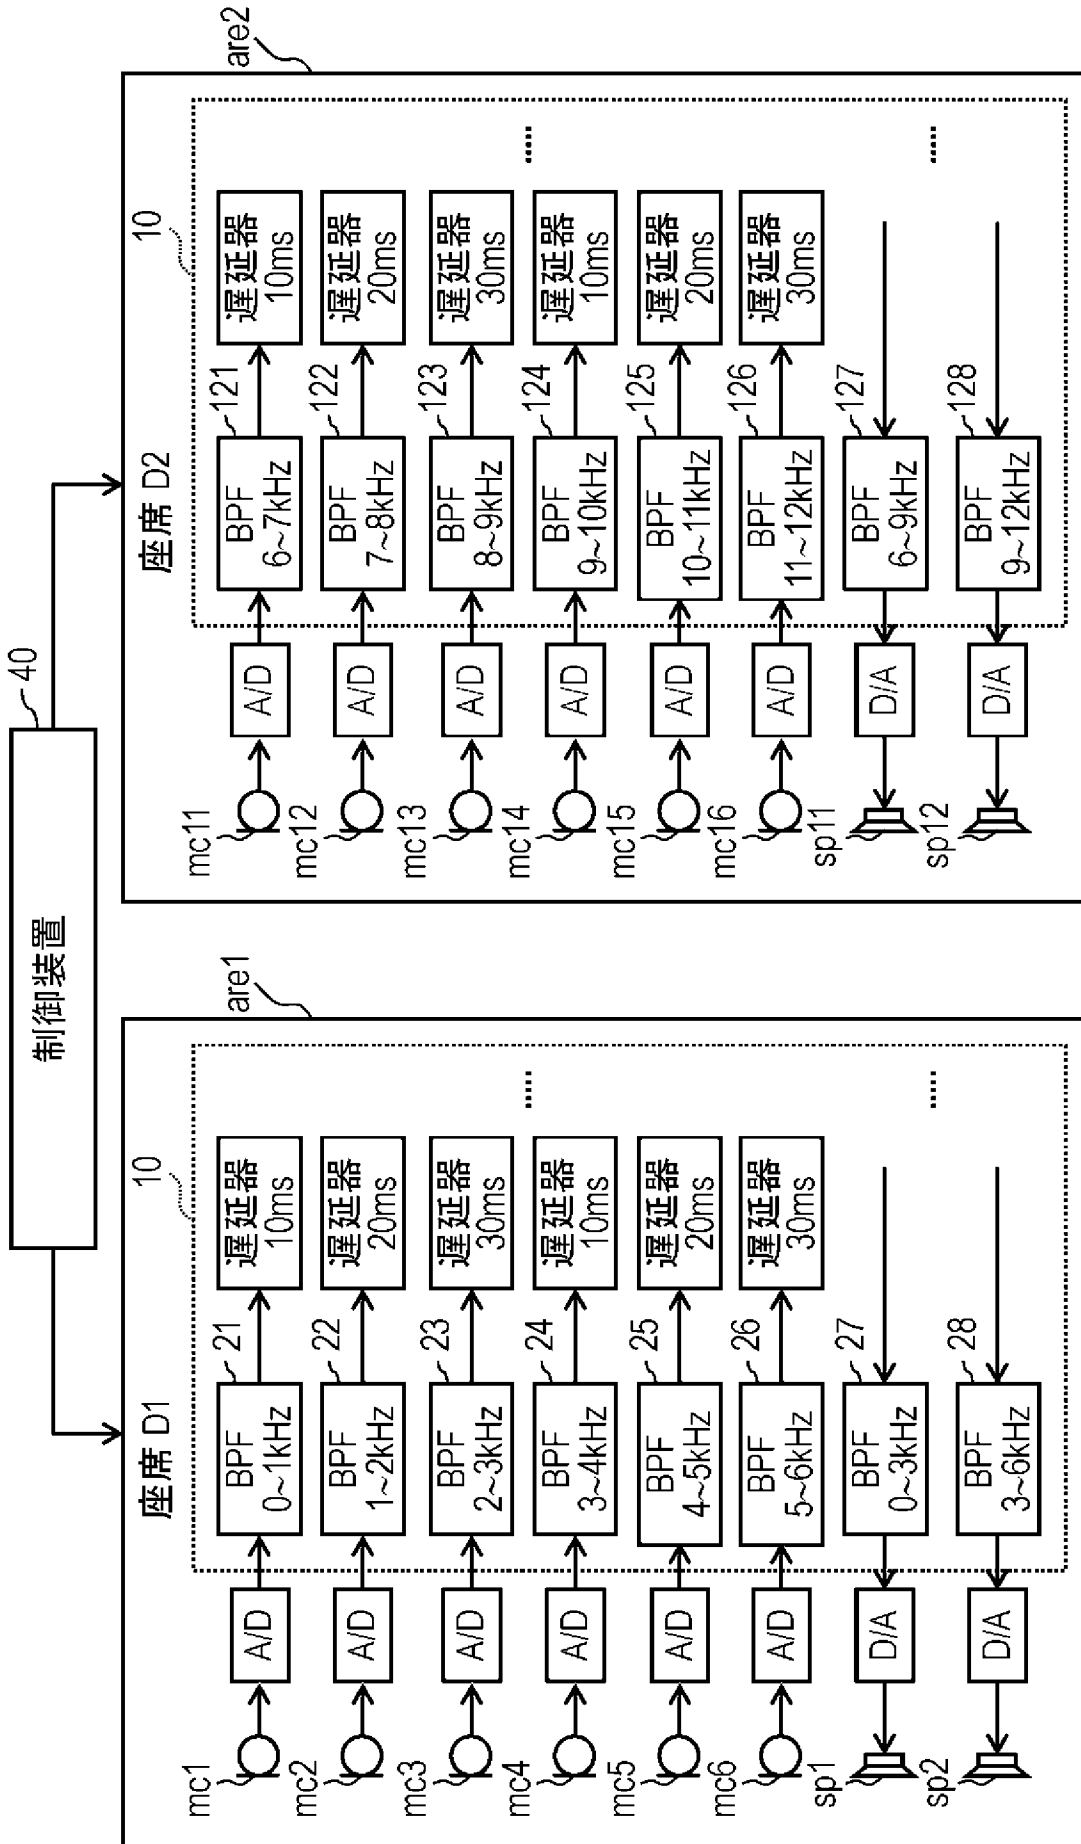 制御装置
40
座席 D1
are1
10
mc1
A/D
BPF
0~1kHz
21
遅延器
10ms
mc2
A/D
BPF
1~2kHz
22
遅延器
20ms
mc3
A/D
BPF
2~3kHz
23
遅延器
30ms
mc4
A/D
BPF
3~4kHz
24
遅延器
10ms
mc5
A/D
BPF
4~5kHz
25
遅延器
20ms
mc6
A/D
BPF
5~6kHz
26
遅延器
30ms
sp1
D/A
BPF
0~3kHz
27
sp2
D/A
BPF
3~6kHz
28
座席 D2
are2
10
mc11
A/D
BPF
6~7kHz
121
遅延器
10ms
mc12
A/D
BPF
7~8kHz
122
遅延器
20ms
mc13
A/D
BPF
8~9kHz
123
遅延器
30ms
mc14
A/D
BPF
9~10kHz
124
遅延器
10ms
mc15
A/D
BPF
10~11kHz
125
遅延器
20ms
mc16
A/D
BPF
11~12kHz
126
遅延器
30ms
sp11
D/A
BPF
6~9kHz
127
sp12
D/A
BPF
9~12kHz
128